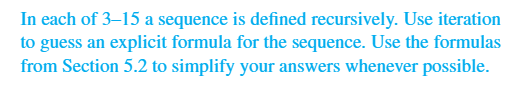 In each of 3–15 a sequence is defined recursively. Use iteration
to guess an explicit formula for the sequence. Use the formulas
from Section 5.2 to simplify your answers whenever possible.